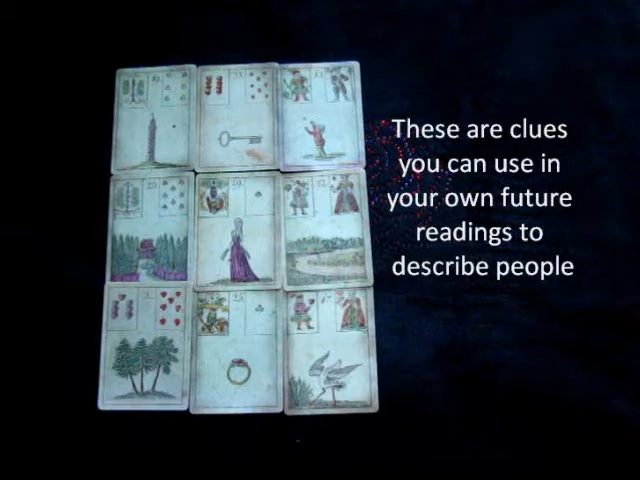 These are clues
you can use in
your own future
readings to
describe people